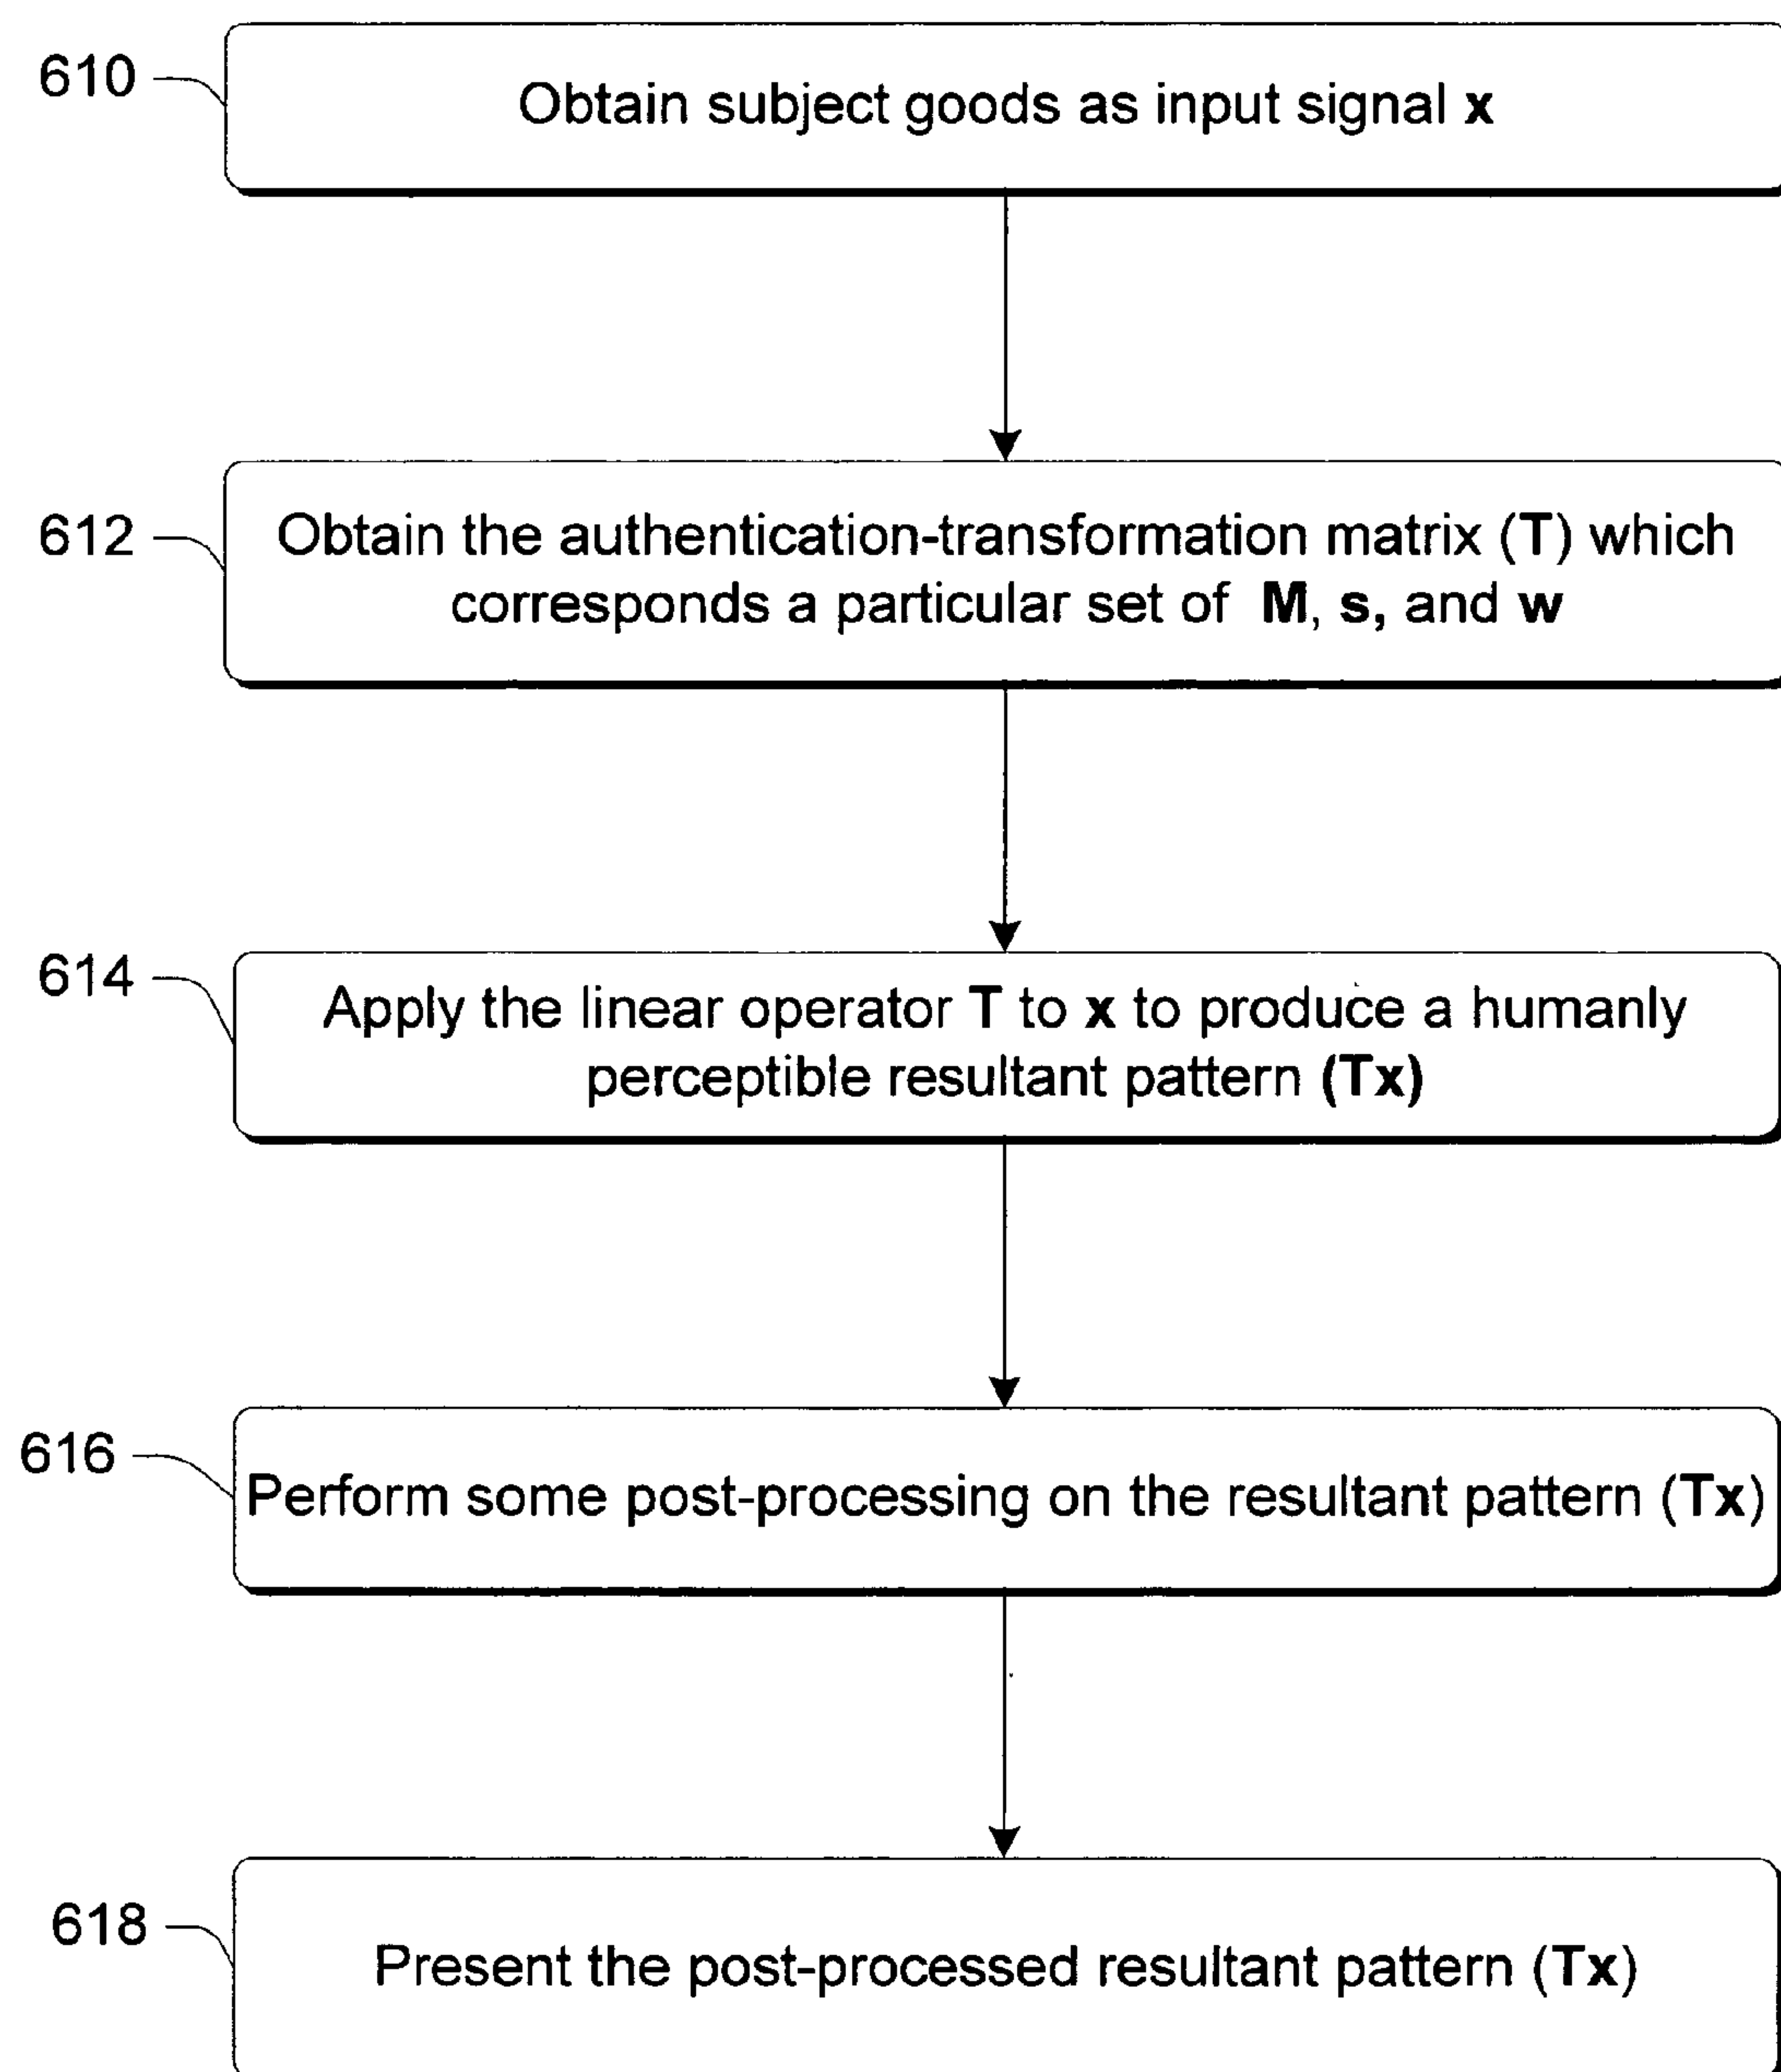 610
Obtain subject goods as input signal x
612
Obtain the authentication-transformation matrix (T) which
corresponds a particular set of M, s, and w
614
Apply the linear operator T to x to produce a humanly
perceptible resultant pattern (Tx)
616
Perform some post-processing on the resultant pattern (Tx)
618
Present the post-processed resultant pattern (Tx)